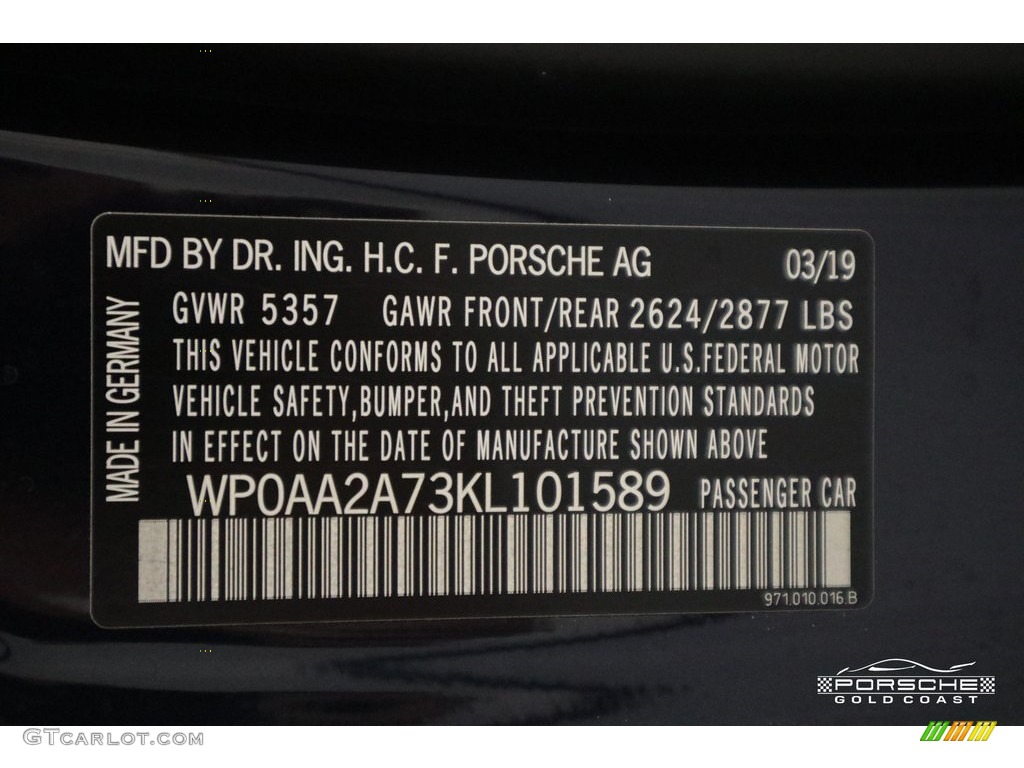 MFD BY DR. ING. H.C. F. PORSCHE AG 03/19
GVWR 5357 GAWR FRONT/REAR 2624/2877 LBS
THIS VEHICLE CONFORMS TO ALL APPLICABLE U.S.FEDERAL MOTOR
VEHICLE SAFETY,BUMPER,AND THEFT PREVENTION STANDARDS
IN EFFECT ON THE DATE OF MANUFACTURE SHOWN ABOVE
MADE IN GERMANY
WP0AA2A73KL101589 PASSENGER CAR
971.010.016.B
PORSCHE
GOLD COAST
GTCARLOT.COM